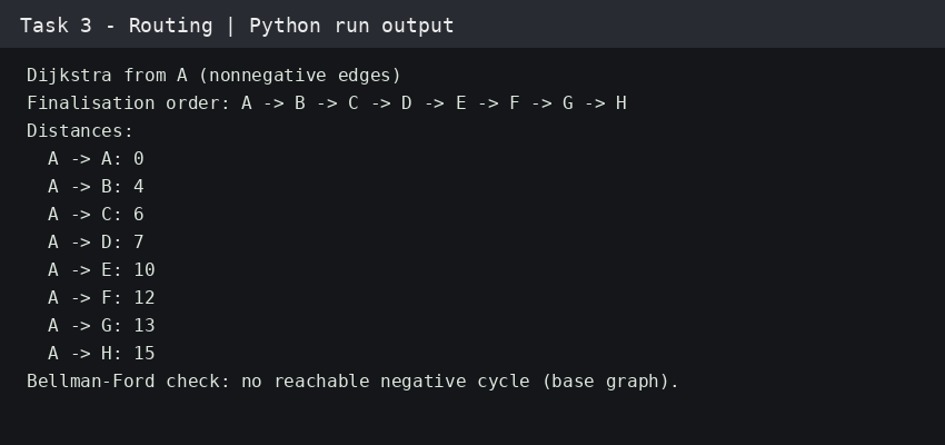 Task 3 - Routing | Python run output
Dijkstra from A (nonnegative edges)
Finalisation order: A -> B -> C -> D -> E -> F -> G -> H
Distances:
  A -> A: 0
  A -> B: 4
  A -> C: 6
  A -> D: 7
  A -> E: 10
  A -> F: 12
  A -> G: 13
  A -> H: 15
Bellman-Ford check: no reachable negative cycle (base graph).